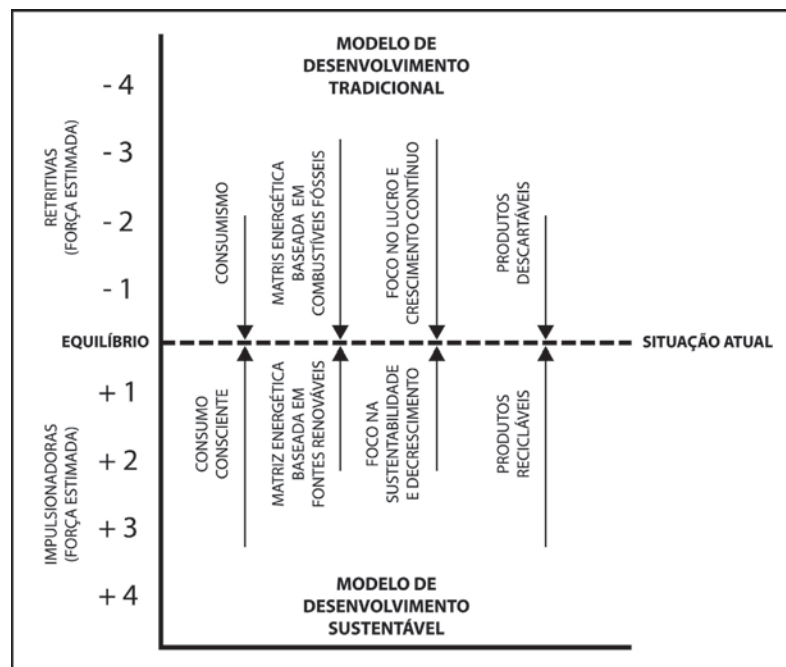 MODELO DE
DESENVOLVIMENTO
TRADICIONAL
RETRITIVAS
(FORÇA ESTIMADA)
- 4
- 3
- 2
- 1
CONSUMISMO
MATRIS ENERGÉTICA
BASEADA EM
COMBUSTÍVEIS FÓSSEIS
FOCO NO LUCRO E
CRESCIMENTO CONTÍNUO
PRODUTOS
DESCARTÁVEIS
EQUILÍBRIO
SITUAÇÃO ATUAL
IMPULSIONADORAS
(FORÇA ESTIMADA)
+ 1
+ 2
+ 3
+ 4
CONSUMO
CONSCIENTE
MATRIZ ENERGÉTICA
BASEADA EM
FONTES RENOVÁVEIS
FOCO NA
SUSTENTABILIDADE
E DECRESCIMENTO
PRODUTOS
RECICLÁVEIS
MODELO DE
DESENVOLVIMENTO
SUSTENTÁVEL